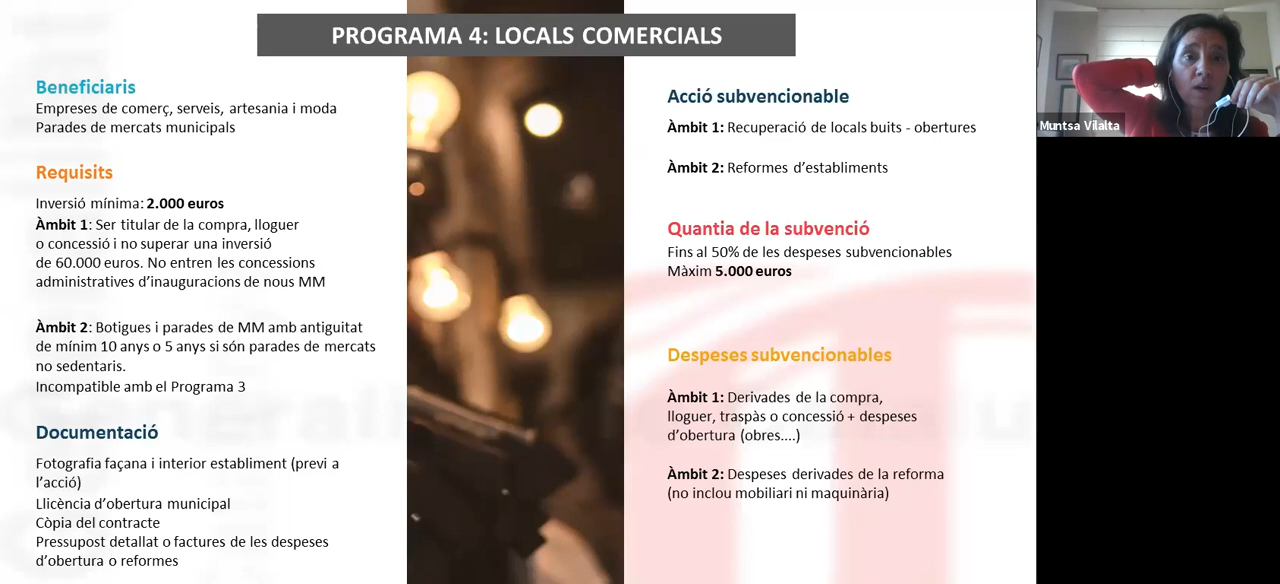 PROGRAMA 4: LOCALS COMERCIALS
Beneficiaris
Empreses de comerç, serveis, artesania i moda
Parades de mercats municipals
Requisits
Inversió mínima: 2.000 euros
Àmbit 1: Ser titular de la compra, lloguer
o concessió i no superar una inversió
de 60.000 euros. No entren les concessions
administratives d'inauguracions de nous MM
Àmbit 2: Botigues i parades de MM amb antiguitat
de mínim 10 anys o 5 anys si són parades de mercats
no sedentaris.
Incompatible amb el Programa 3
Documentació
Fotografia façana i interior establiment (previ a
l'acció)
Llicència d'obertura municipal
Còpia del contracte
Pressupost detallat o factures de les despeses
d'obertura o reformes
Acció subvencionable
Àmbit 1: Recuperació de locals buits - obertures
Àmbit 2: Reformes d'establiments
Quantia de la subvenció
Fins al 50% de les despeses subvencionables
Màxim 5.000 euros
Despeses subvencionables
Àmbit 1: Derivades de la compra,
lloguer, traspàs o concessió + despeses
d'obertura (obres....)
Àmbit 2: Despeses derivades de la reforma
(no inclou mobiliari ni maquinària)
Muntsa Vilalta